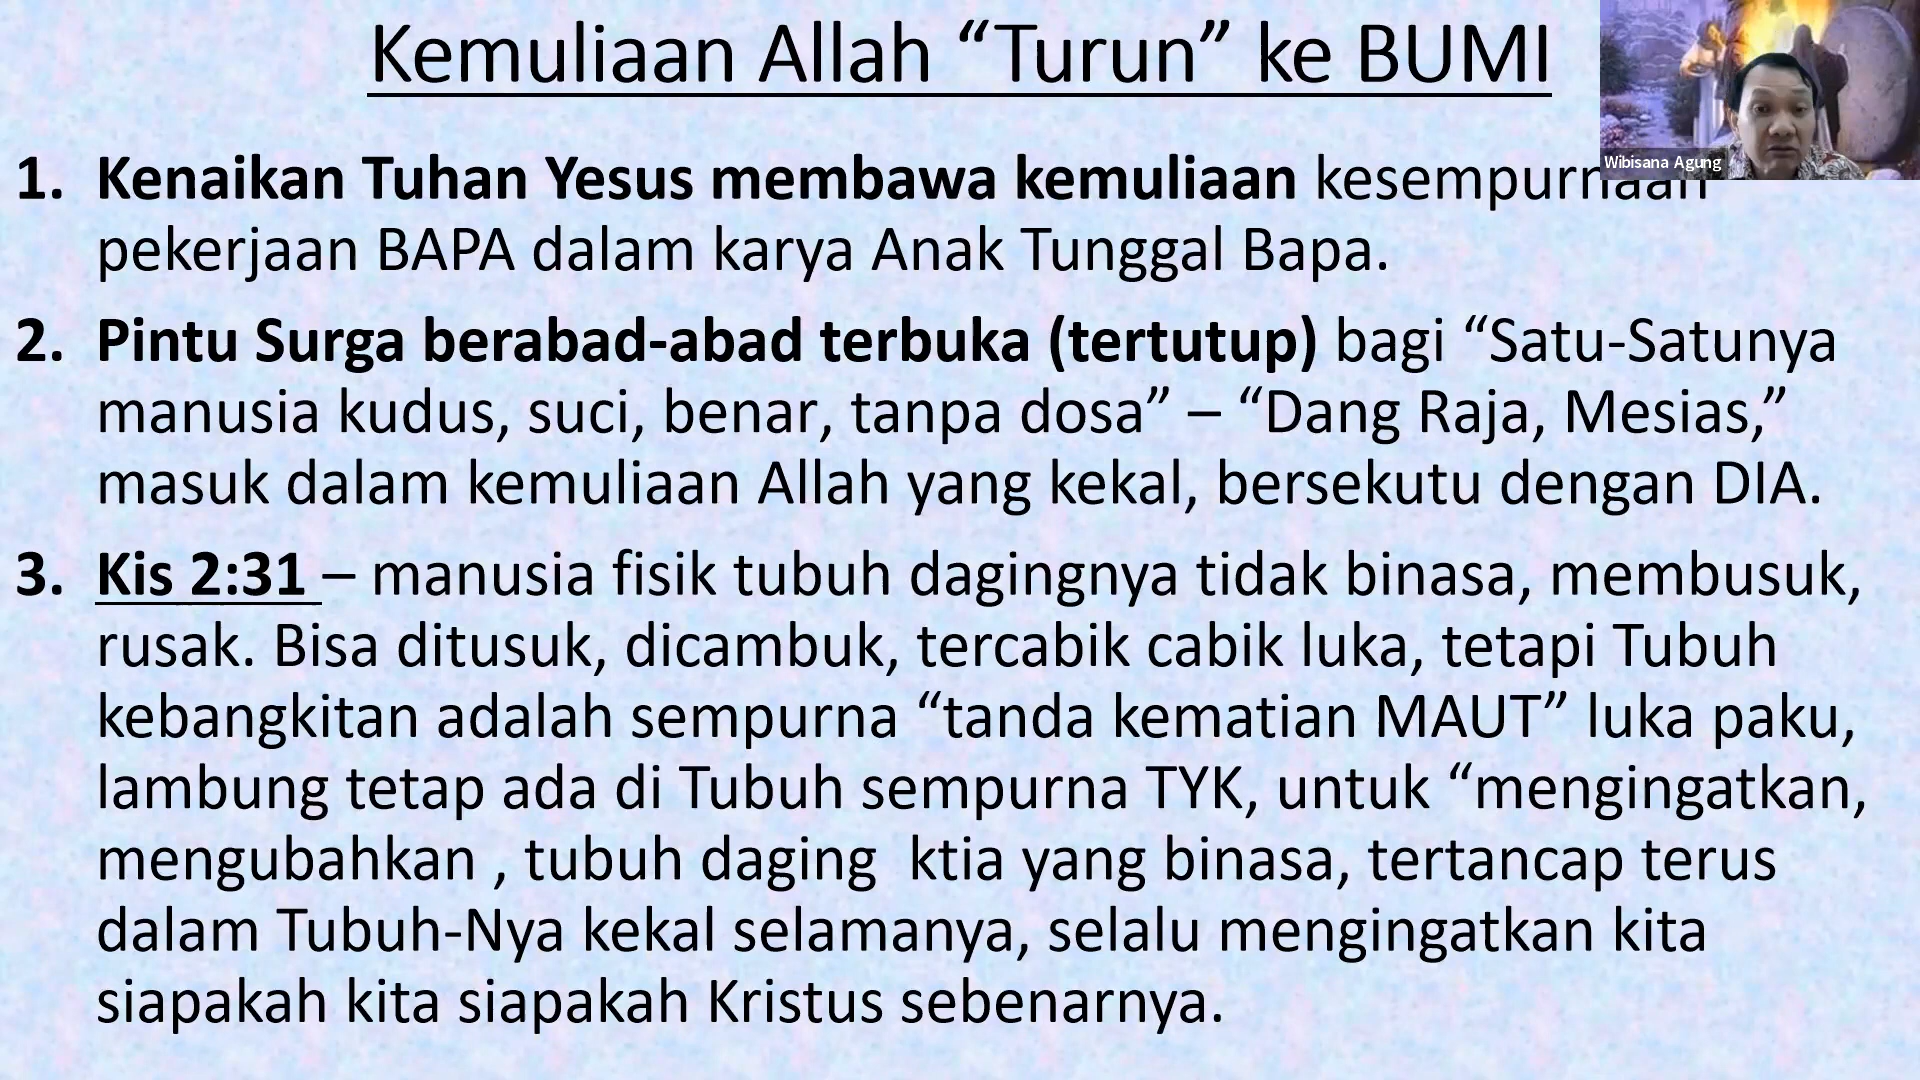 Kemuliaan Allah “Turun” ke BUMI
Wibisana Agung
1. Kenaikan Tuhan Yesus membawa kemuliaan kesempurnaan
pekerjaan BAPA dalam karya Anak Tunggal Bapa.
2. Pintu Surga berabad-abad terbuka (tertutup) bagi “Satu-Satunya
manusia kudus, suci, benar, tanpa dosa” – “Dang Raja, Mesias,”
masuk dalam kemuliaan Allah yang kekal, bersekutu dengan DIA.
3. Kis 2:31 – manusia fisik tubuh dagingnya tidak binasa, membusuk,
rusak. Bisa ditusuk, dicambuk, tercabik cabik luka, tetapi Tubuh
kebangkitan adalah sempurna “tanda kematian MAUT” luka paku,
lambung tetap ada di Tubuh sempurna TYK, untuk “mengingatkan,
mengubahkan , tubuh daging ktia yang binasa, tertancap terus
dalam Tubuh-Nya kekal selamanya, selalu mengingatkan kita
siapakah kita siapakah Kristus sebenarnya.